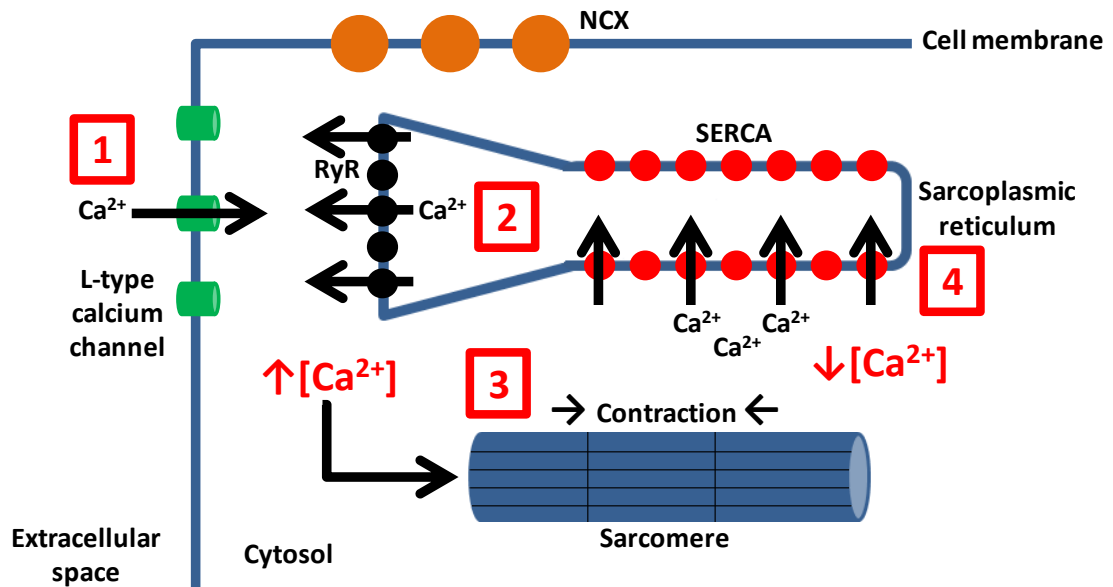 NCX
Cell membrane
1
Ca²⁺
L-type
calcium
channel
RyR
Ca²⁺
2
SERCA
Sarcoplasmic
reticulum
4
Ca²⁺
Ca²⁺
Ca²⁺
↑[Ca²⁺]
3
↓[Ca²⁺]
→ Contraction ←
Sarcomere
Extracellular
space
Cytosol